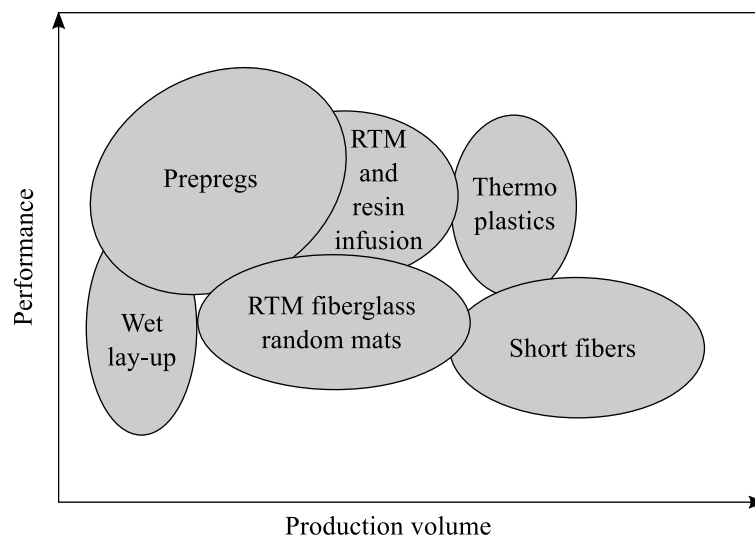 Performance
Prepregs
RTM
and
resin
infusion
Thermo
plastics
Wet
lay-up
RTM fiberglass
random mats
Short fibers
Production volume